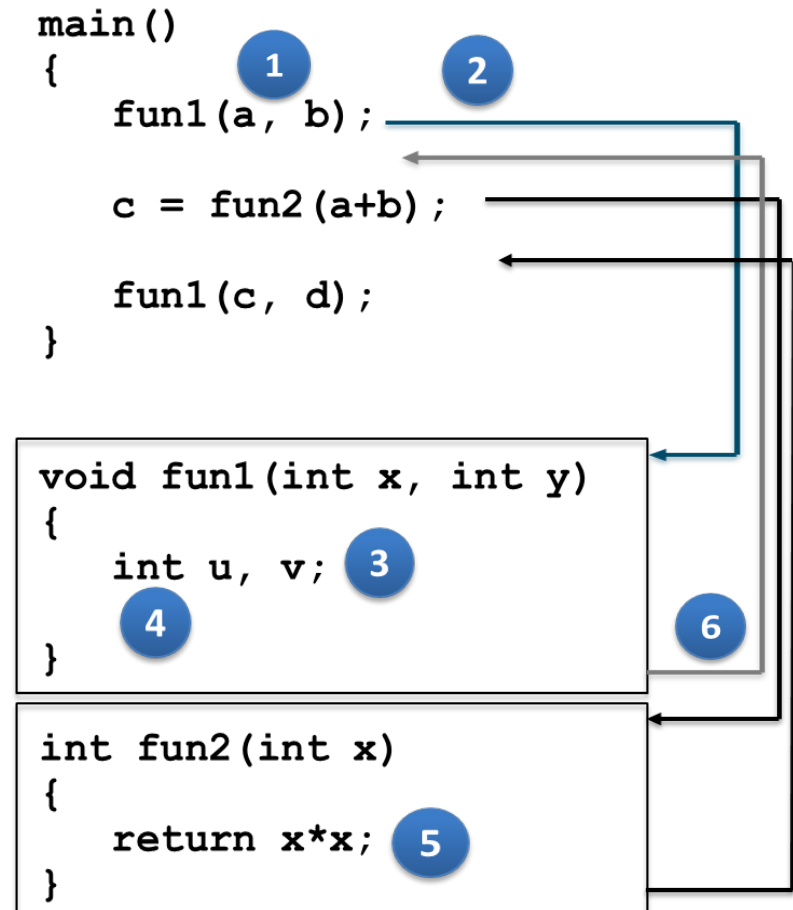 main()
{ 1 2
fun1(a, b);
c = fun2(a+b);
fun1(c, d);
}
void fun1(int x, int y)
{
int u, v; 3
4 6
}
int fun2(int x)
{
return x*x; 5
}